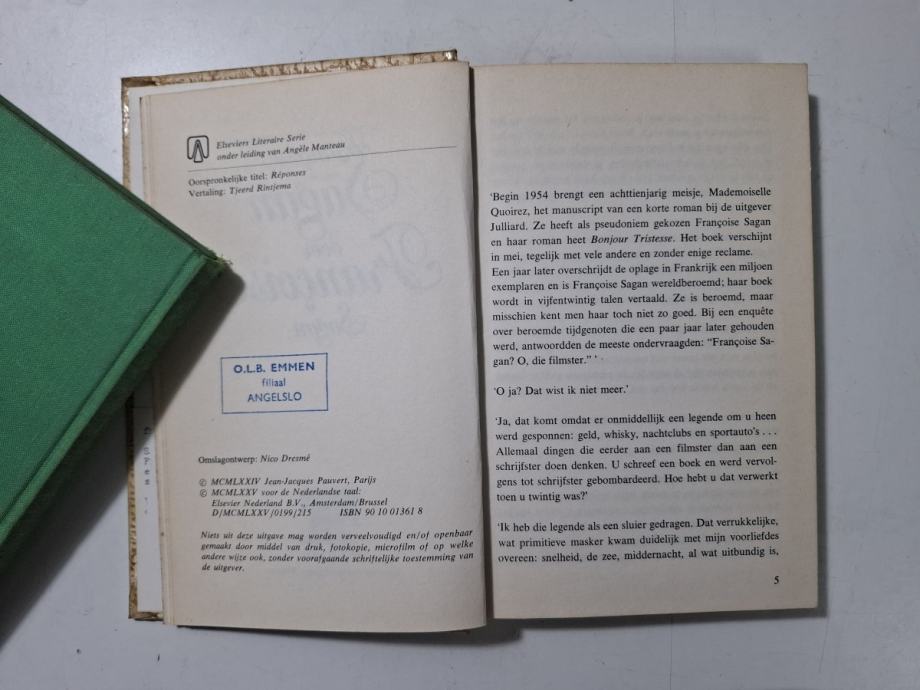 Elseviers Literaire Serie
onder leiding van Angèle Manteau
Oorspronkelijke titel: Réponses
Vertaling: Tjeerd Rintjema
O.L.B. EMMEN
filiaal
ANGELSLO
Omslagontwerp: Nico Dresmé
© MCMLXXIV Jean-Jacques Pauvert, Parijs
© MCMLXXV voor de Nederlandse taal:
Elsevier Nederland B.V., Amsterdam/Brussel
D/MCMLXXV/0199/215 ISBN 90 10 01361 8
Niets uit deze uitgave mag worden verveelvoudigd en/of openbaar
gemaakt door middel van druk, fotokopie, microfilm of op welke
andere wijze ook, zonder voorafgaande schriftelijke toestemming van
de uitgever.
'Begin 1954 brengt een achttienjarig meisje, Mademoiselle
Quoirez, het manuscript van een korte roman bij de uitgever
Julliard. Ze heeft als pseudoniem gekozen Françoise Sagan
en haar roman heet Bonjour Tristesse. Het boek verschijnt
in mei, tegelijk met vele andere en zonder enige reclame.
Een jaar later overschrijdt de oplage in Frankrijk een miljoen
exemplaren en is Françoise Sagan wereldberoemd; haar boek
wordt in vijfentwintig talen vertaald. Ze is beroemd, maar
misschien kent men haar toch niet zo goed. Bij een enquête
over beroemde tijdgenoten die een paar jaar later gehouden
werd, antwoordden de meeste ondervraagden: "Françoise Sa-
gan? O, die filmster." '
'O ja? Dat wist ik niet meer.'
'Ja, dat komt omdat er onmiddellijk een legende om u heen
werd gesponnen: geld, whisky, nachtclubs en sportauto's . . .
Allemaal dingen die eerder aan een filmster dan aan een
schrijfster doen denken. U schreef een boek en werd vervol-
gens tot schrijfster gebombardeerd. Hoe hebt u dat verwerkt
toen u twintig was?'
'Ik heb die legende als een sluier gedragen. Dat verrukkelijke,
wat primitieve masker kwam duidelijk met mijn voorliefdes
overeen: snelheid, de zee, middernacht, al wat uitbundig is,
5